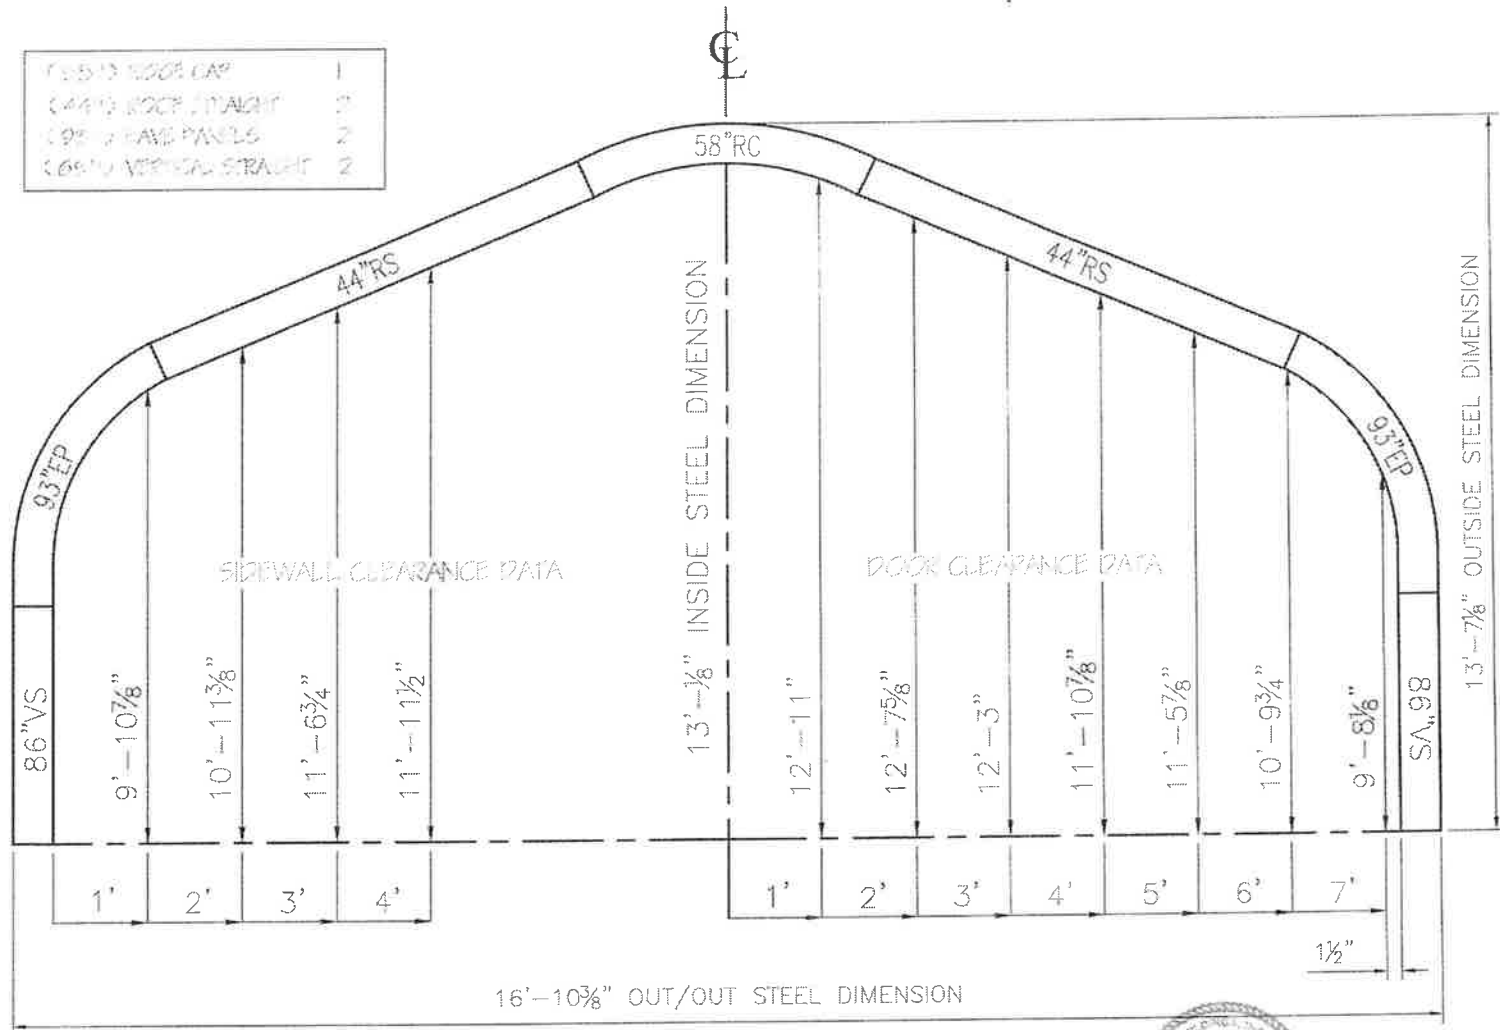 ℄
1
2
2
58"RC
44"RS
44"RS
93"EP
93"EP
86"VS
86"VS
SIDEWALL CLEARANCE DATA
DOOR CLEARANCE DATA
9'-10⅞"
10'-11⅜"
11'-6¾"
11'-11½"
13'-⅛" INSIDE STEEL DIMENSION
12'-11"
12'-7⅝"
12'-3"
11'-10⅞"
11'-5⅞"
10'-9¾"
9'-8⅛"
13'-7⅛" OUTSIDE STEEL DIMENSION
1' 2' 3' 4'
1' 2' 3' 4' 5' 6' 7'
1½"
16'-10⅜" OUT/OUT STEEL DIMENSION